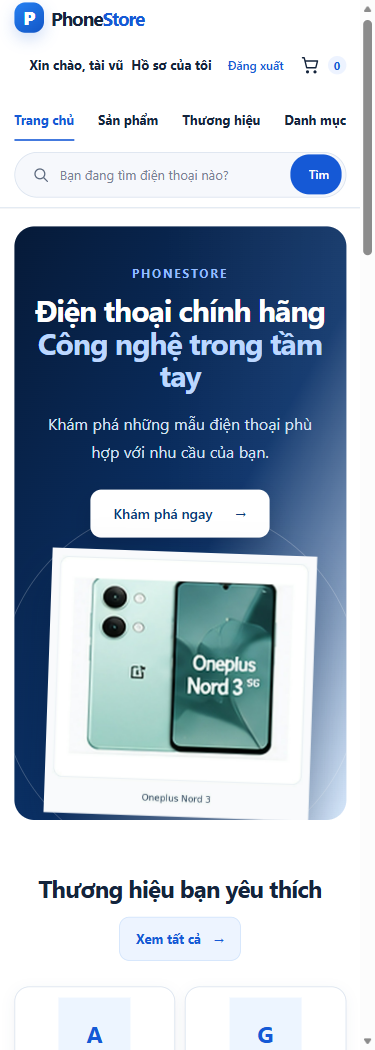 P PhoneStore
Xin chào, tài vũ Hồ sơ của tôi Đăng xuất 0
Trang chủ Sản phẩm Thương hiệu Danh mục
Bạn đang tìm điện thoại nào? Tìm
PHONESTORE
Điện thoại chính hãng
Công nghệ trong tầm
tay
Khám phá những mẫu điện thoại phù
hợp với nhu cầu của bạn.
Khám phá ngay →
Oneplus
Nord 3 5G
Oneplus Nord 3
Thương hiệu bạn yêu thích
Xem tất cả →
A G